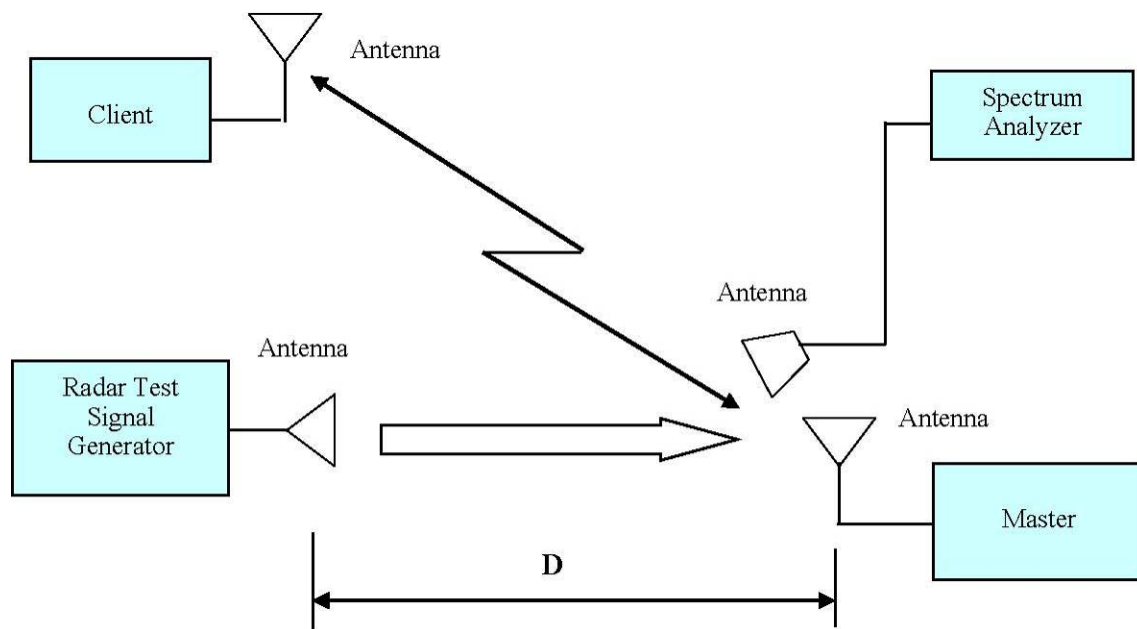 Antenna
Client
Spectrum
Analyzer
Antenna
Antenna
Radar Test
Signal
Generator
Antenna
Master
D